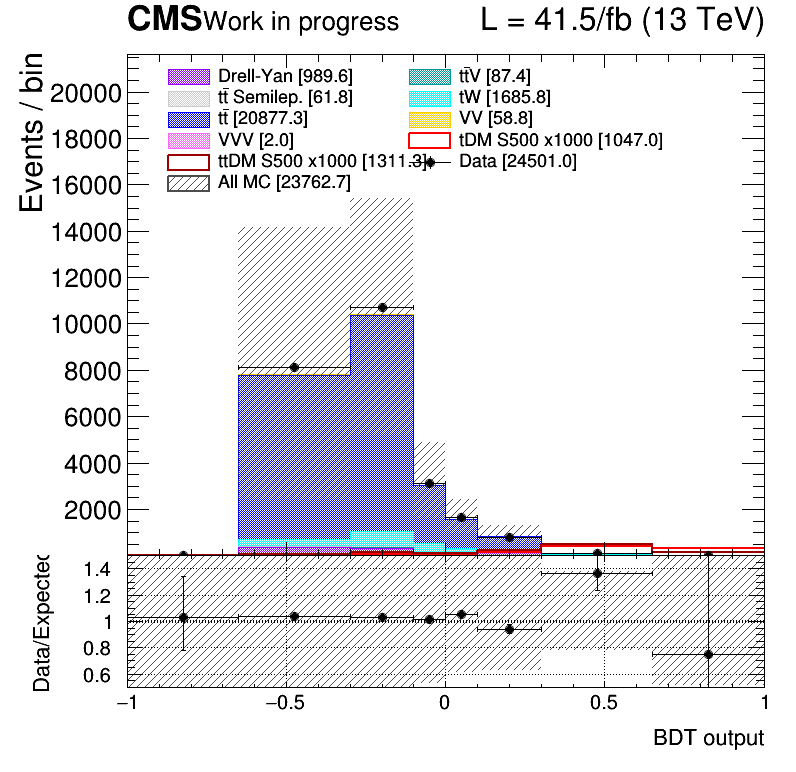 CMS Work in progress L = 41.5/fb (13 TeV)
Events / bin
Drell-Yan [989.6] tt̄V [87.4]
tt̄ Semilep. [61.8] tW [1685.8]
tt̄ [20877.3] VV [58.8]
VVV [2.0] tDM S500 x1000 [1047.0]
ttDM S500 x1000 [1311.3] Data [24501.0]
All MC [23762.7]
20000
18000
16000
14000
12000
10000
8000
6000
4000
2000
Data/Expected
1.4
1.2
1
0.8
0.6
−1 −0.5 0 0.5 1
BDT output